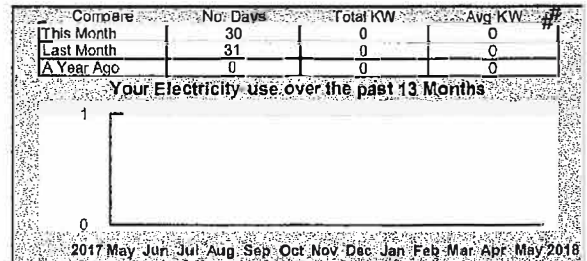 Compare No. Days Total KW Avg KW ##
This Month 30 0 0
Last Month 31 0 0
A Year Ago 0 0 0
Your Electricity use over the past 13 Months
1
0
2017 May Jun Jul Aug Sep Oct Nov Dec Jan Feb Mar Apr May 2018